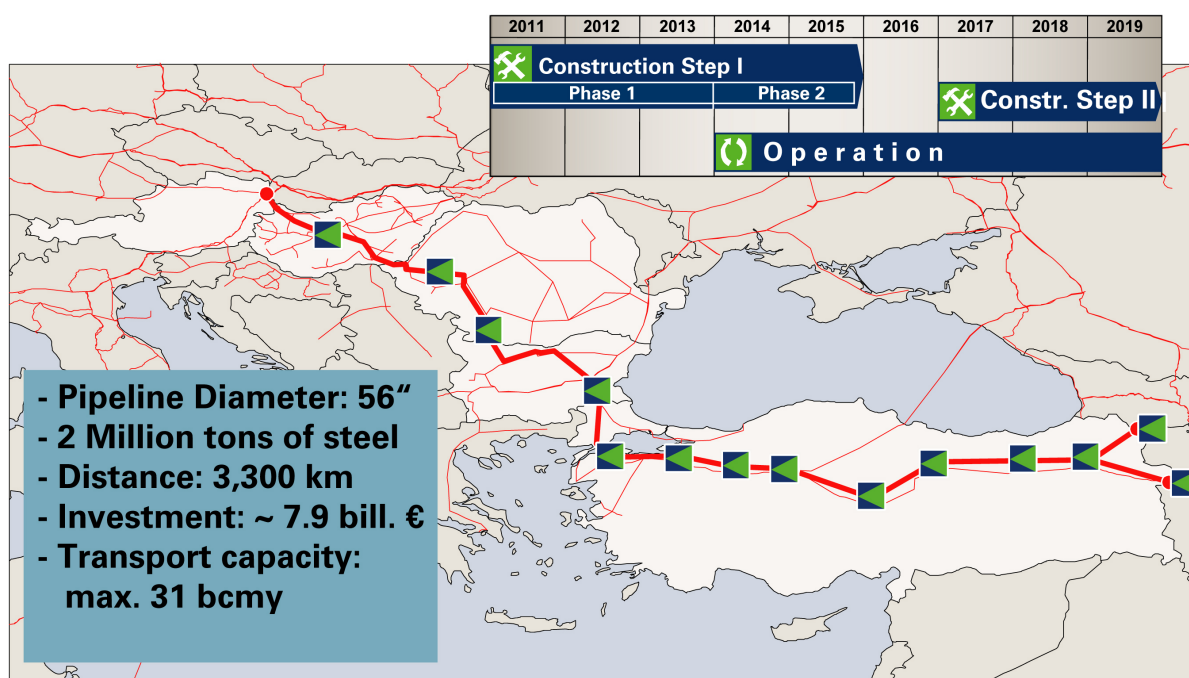 2011 2012 2013 2014 2015 2016 2017 2018 2019
Construction Step I
Phase 1 Phase 2
Constr. Step II
Operation
- Pipeline Diameter: 56“
- 2 Million tons of steel
- Distance: 3,300 km
- Investment: ~ 7.9 bill. €
- Transport capacity:
max. 31 bcmy